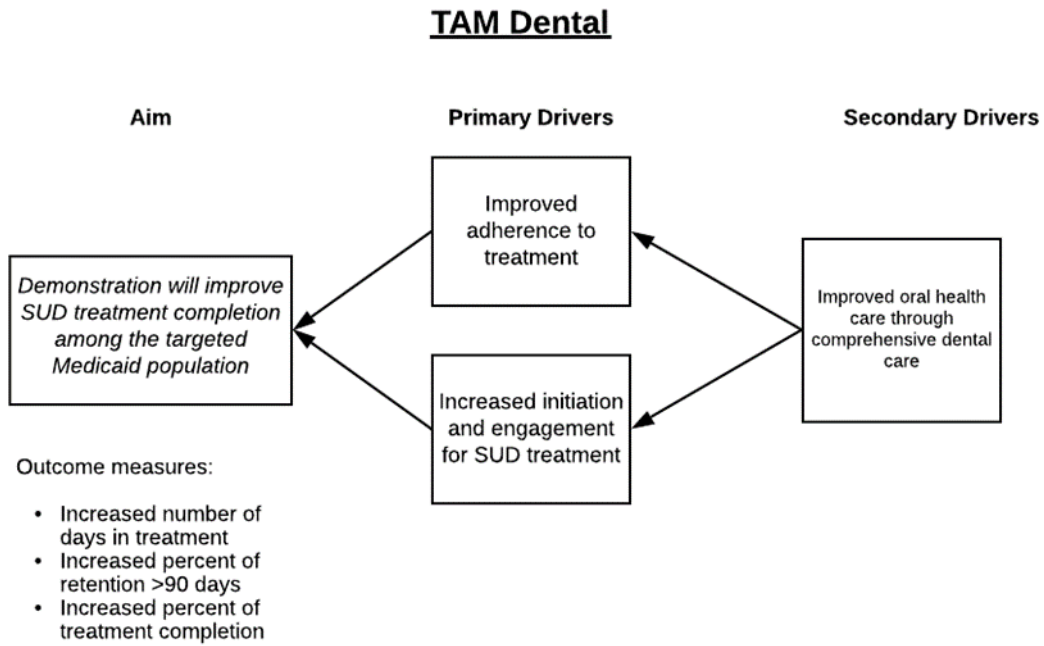 TAM Dental
Aim
Primary Drivers
Secondary Drivers
Demonstration will improve
SUD treatment completion
among the targeted
Medicaid population
Improved
adherence to
treatment
Increased initiation
and engagement
for SUD treatment
Improved oral health
care through
comprehensive dental
care
Outcome measures:
• Increased number of
days in treatment
• Increased percent of
retention >90 days
• Increased percent of
treatment completion